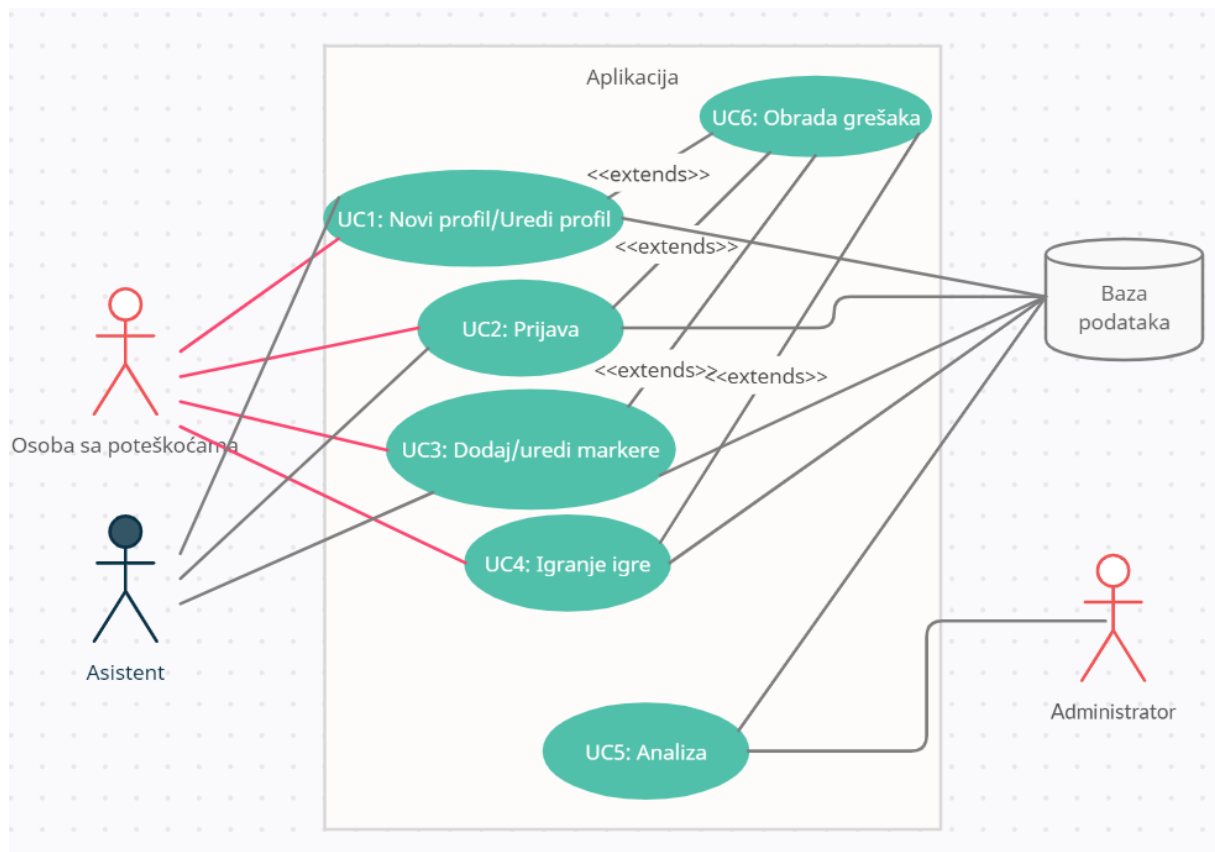 Aplikacija
UC6: Obrada grešaka
<<extends>>
UC1: Novi profil/Uredi profil
<<extends>>
Baza
podataka
UC2: Prijava
<<extends>>
<<extends>>
Osoba sa poteškoćama
UC3: Dodaj/uredi markere
UC4: Igranje igre
Asistent
Administrator
UC5: Analiza